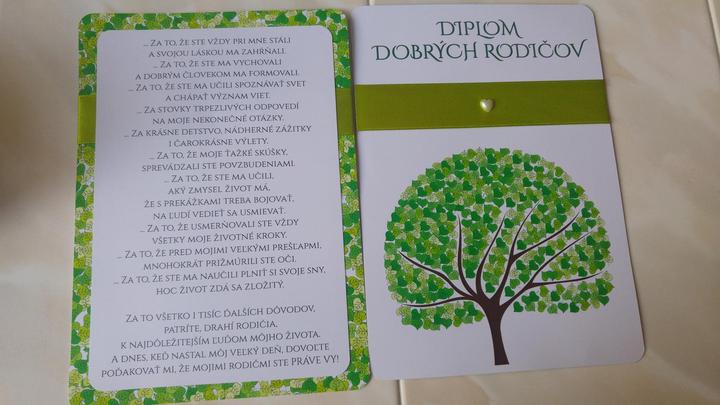 ... Za to, že ste vždy pri mne stáli
a svojou láskou ma zahŕňali.
... Za to, že ste ma vychovali
a dobrým človekom ma formovali.
... Za to, že ste ma učili spoznávať svet
a chápať význam viet.
... Za stovky trpezlivých odpovedí
na moje nekonečné otázky.
... Za krásne detstvo, nádherné zážitky
i čarokrásne výlety.
... Za to, že moje ťažké skúšky,
sprevádzali ste povzbudeniami.
... Za to, že ste ma učili,
aký zmysel život má,
že s prekážkami treba bojovať,
na ľudí vedieť sa usmievať.
... Za to, že usmerňovali ste vždy
všetky moje životné kroky.
... Za to, že pred mojimi veľkými prešľapmi,
mnohokrát prižmúrili ste oči.
... Za to, že ste ma naučili plniť si svoje sny,
hoc život zdá sa zložitý.
Za to všetko i tisíc ďalších dôvodov,
patríte, drahí rodičia,
k najdôležitejším ľuďom môjho života.
A dnes, keď nastal môj veľký deň, dovoľte
poďakovať mi, že mojimi rodičmi ste práve vy!
Diplom
dobrých rodičov